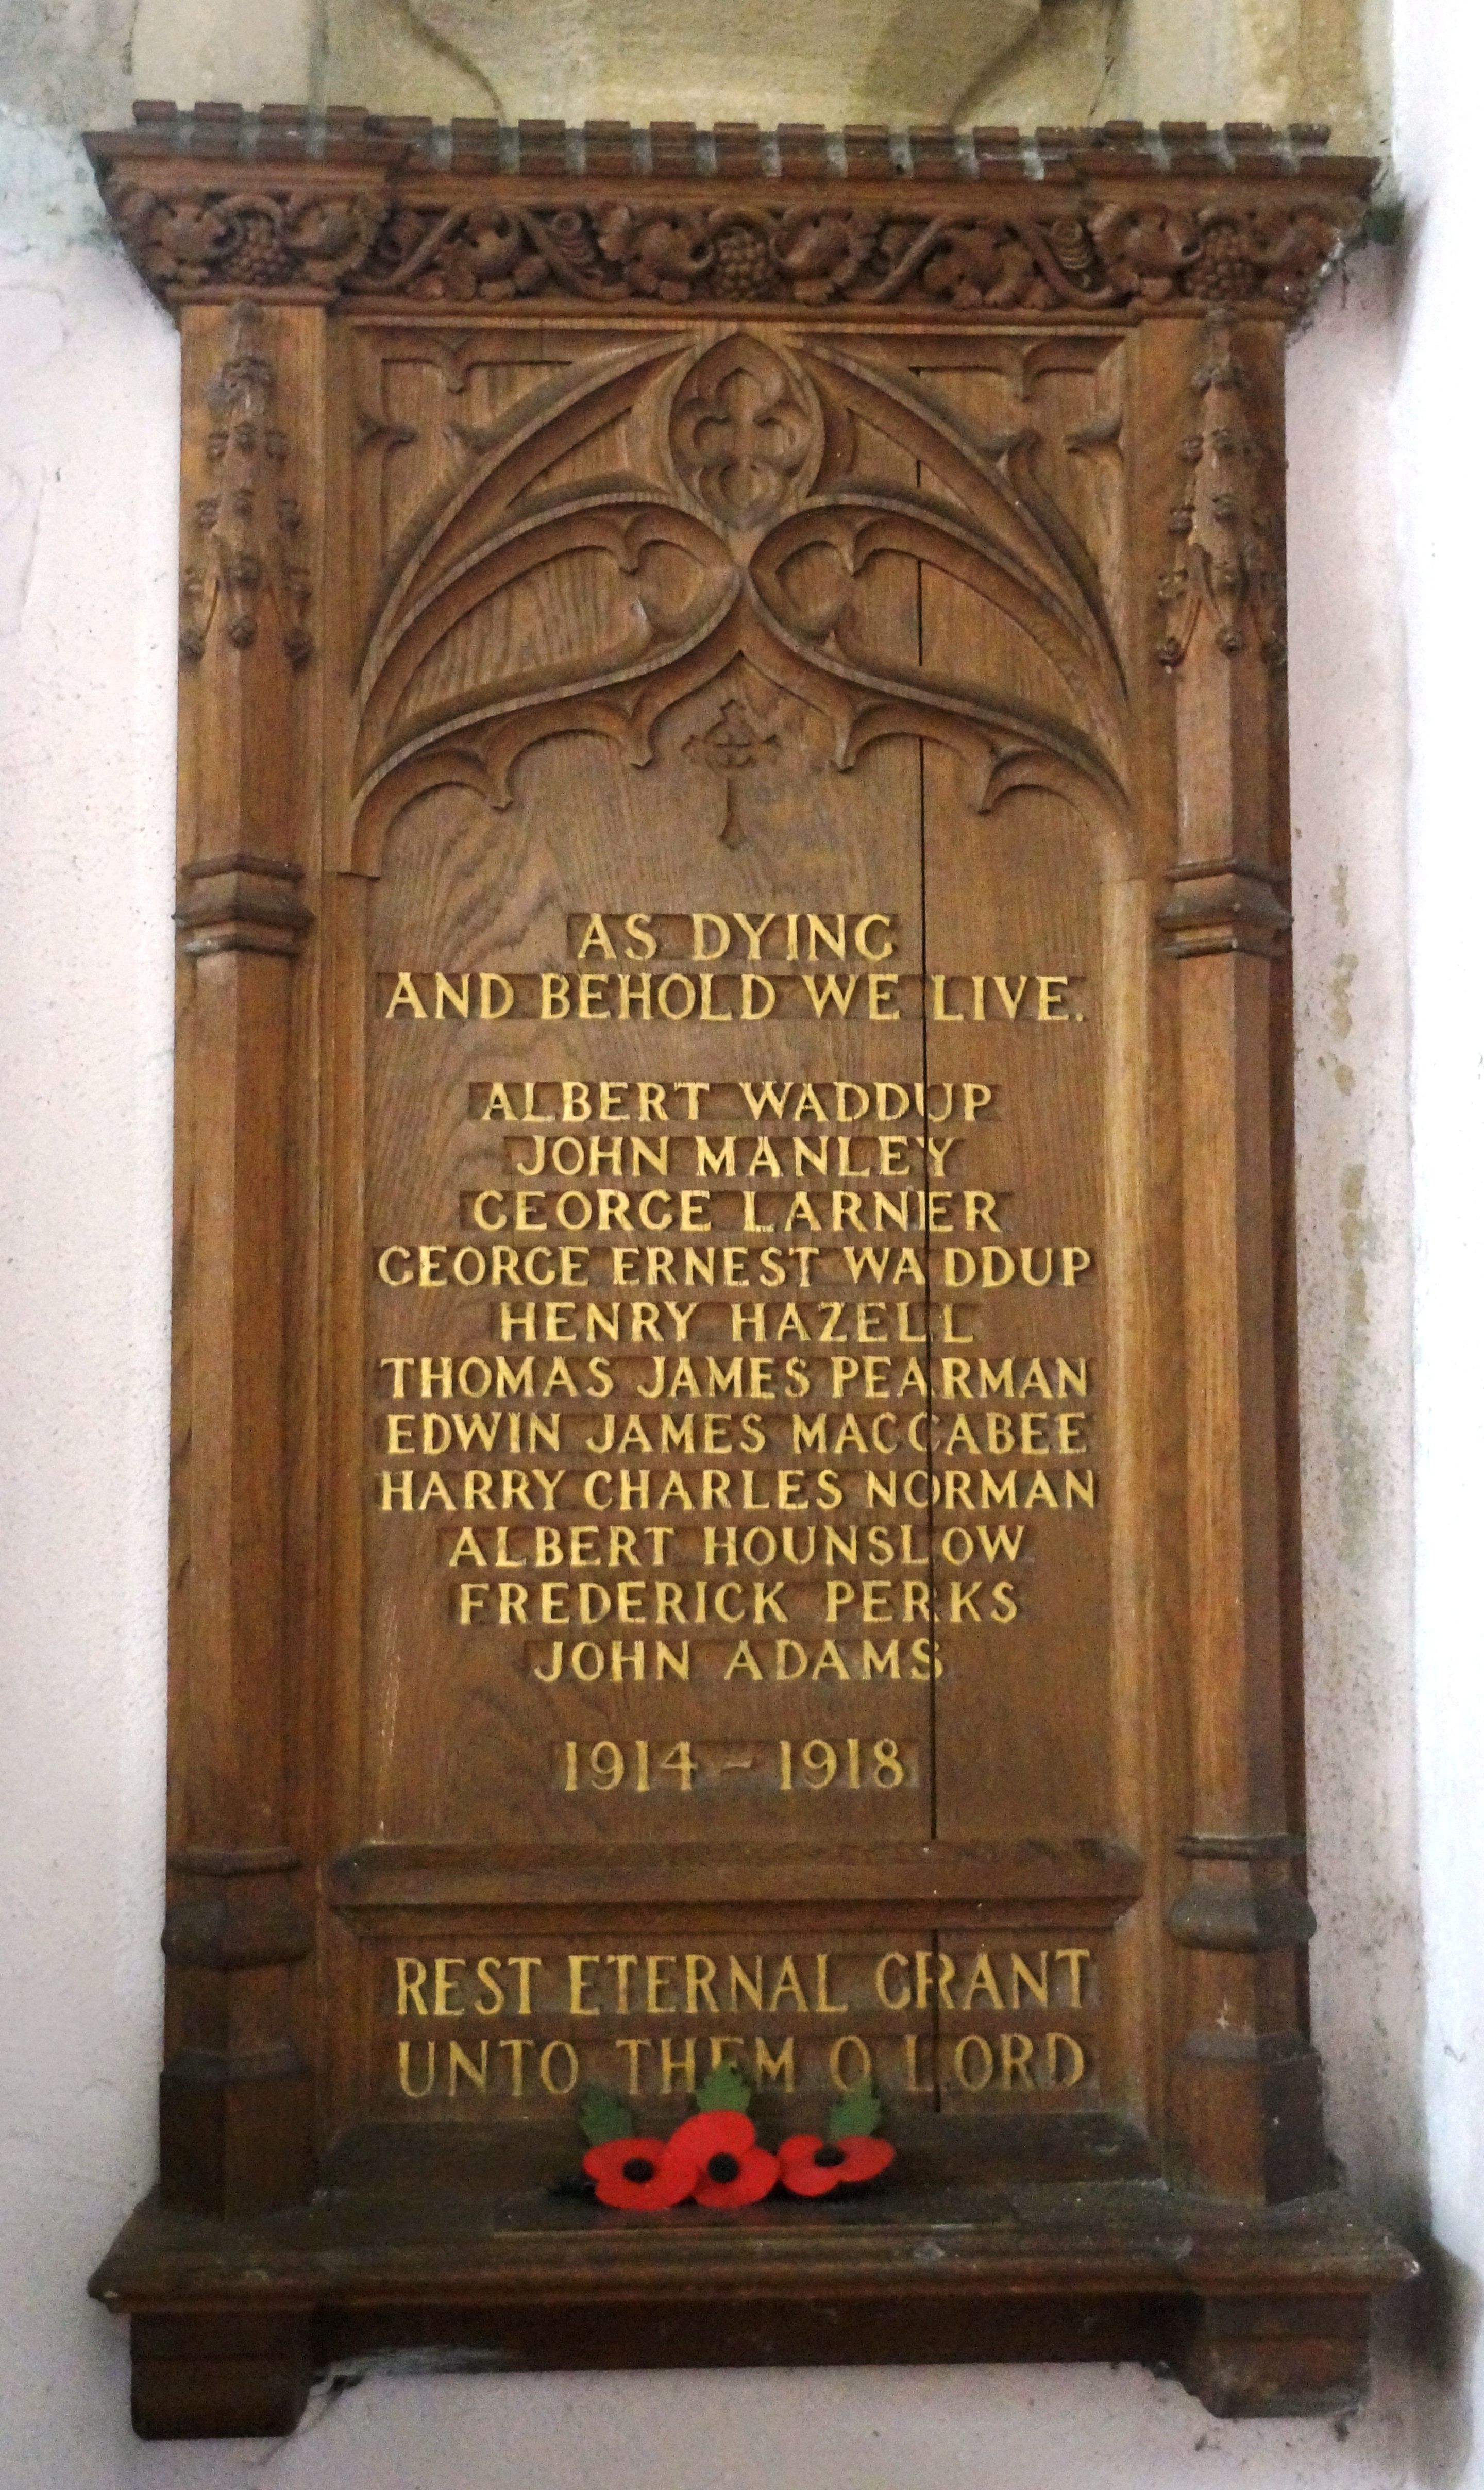 AS DYING
AND BEHOLD WE LIVE.
ALBERT WADDUP
JOHN MANLEY
GEORGE LARNER
GEORGE ERNEST WADDUP
HENRY HAZELL
THOMAS JAMES PEARMAN
EDWIN JAMES MACCABEE
HARRY CHARLES NORMAN
ALBERT HOUNSLOW
FREDERICK PERKS
JOHN ADAMS
1914 – 1918
REST ETERNAL GRANT
UNTO THEM O LORD